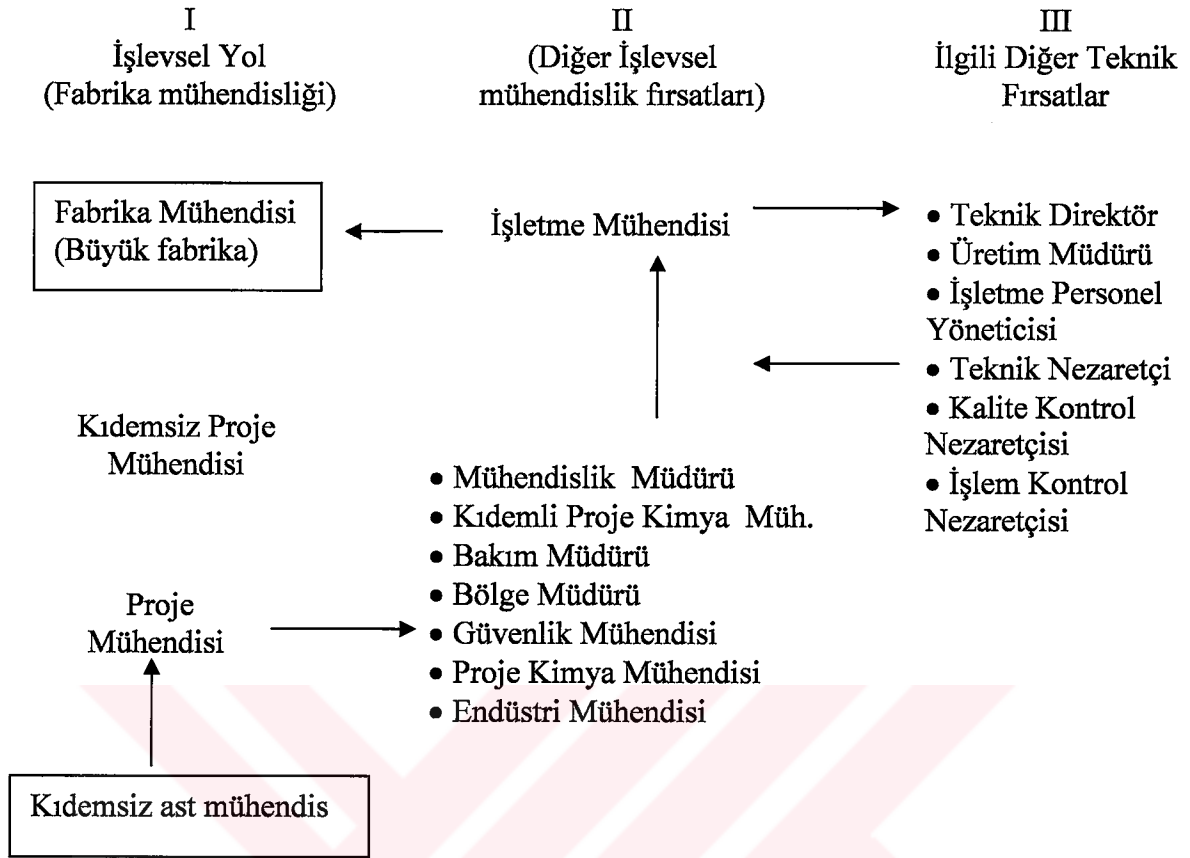 I
İşlevsel Yol
(Fabrika mühendisliği)
II
(Diğer İşlevsel
mühendislik fırsatları)
III
İlgili Diğer Teknik
Fırsatlar
Fabrika Mühendisi
(Büyük fabrika)
İşletme Mühendisi
• Teknik Direktör
• Üretim Müdürü
• İşletme Personel
Yöneticisi
• Teknik Nezaretçi
• Kalite Kontrol
Nezaretçisi
• İşlem Kontrol
Nezaretçisi
Kıdemsiz Proje
Mühendisi
• Mühendislik Müdürü
• Kıdemli Proje Kimya Müh.
• Bakım Müdürü
• Bölge Müdürü
• Güvenlik Mühendisi
• Proje Kimya Mühendisi
• Endüstri Mühendisi
Proje
Mühendisi
Kıdemsiz ast mühendis